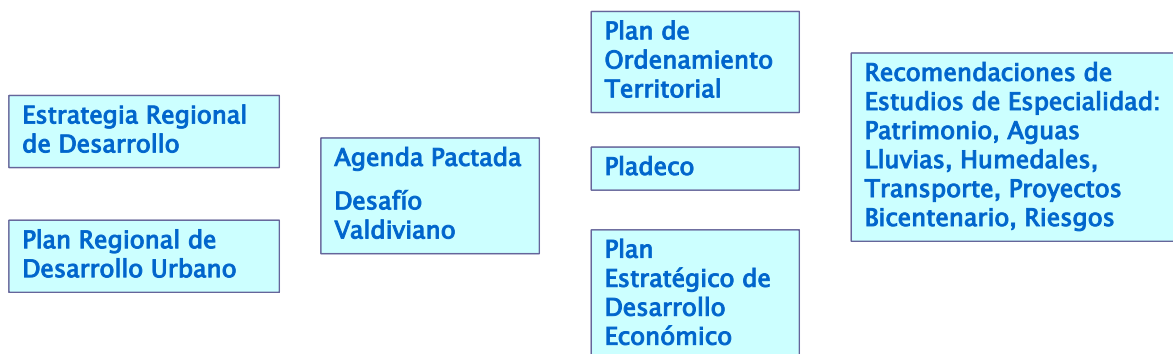 Estrategia Regional
de Desarrollo
Plan Regional de
Desarrollo Urbano
Agenda Pactada
Desafío
Valdiviano
Plan de
Ordenamiento
Territorial
Pladeco
Plan
Estratégico de
Desarrollo
Económico
Recomendaciones de
Estudios de Especialidad:
Patrimonio, Aguas
Lluvias, Humedales,
Transporte, Proyectos
Bicentenario, Riesgos